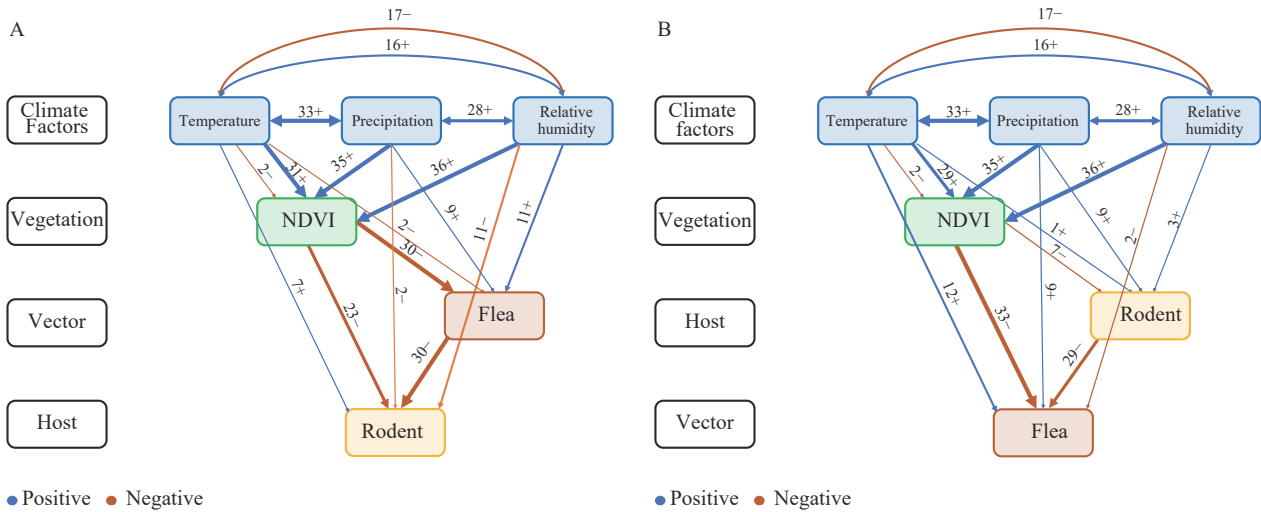 A
17−
16+
Climate
Factors
Temperature
33+
Precipitation
28+
Relative
humidity
2−
31+
35+
36+
Vegetation
NDVI
9+
11−
11+
2−
30−
7+
23−
2−
Vector
Flea
30−
Host
Rodent
Positive
Negative
B
17−
16+
Climate
factors
Temperature
33+
Precipitation
28+
Relative
humidity
2−
29+
35+
36+
Vegetation
NDVI
9+
1+
2−
3+
7−
12+
33−
9+
Host
Rodent
29−
Vector
Flea
Positive
Negative